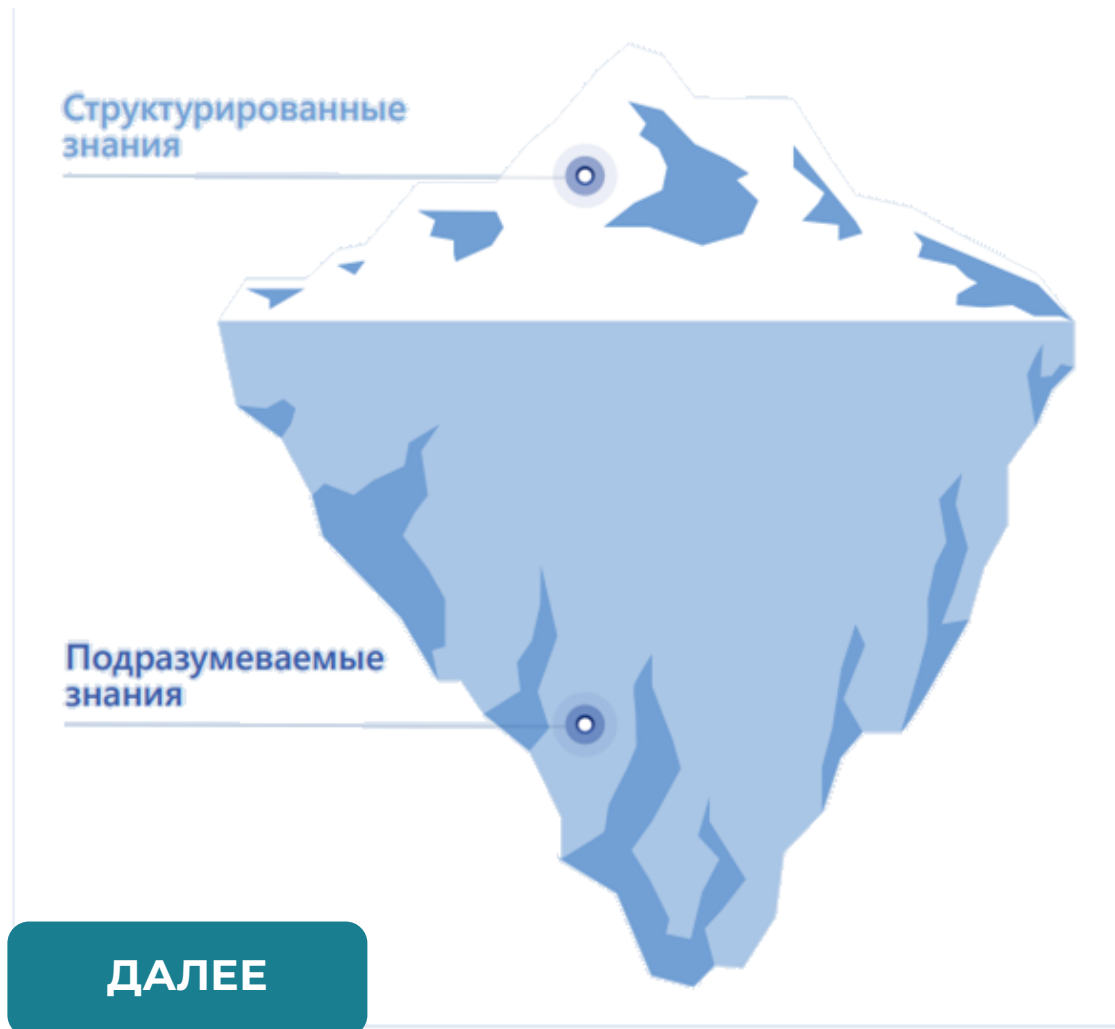 Структурированные
знания
Подразумеваемые
знания
ДАЛЕЕ